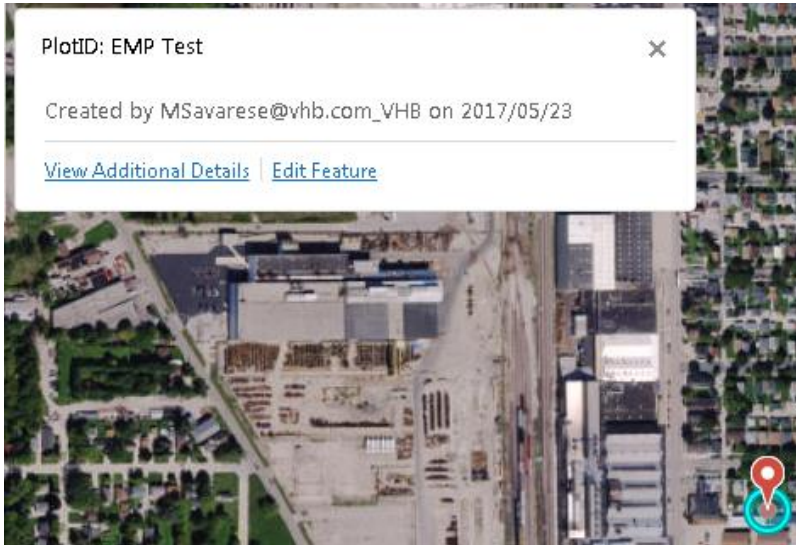 PlotID: EMP Test
Created by MSavarese@vhb.com_VHB on 2017/05/23
View Additional Details | Edit Feature